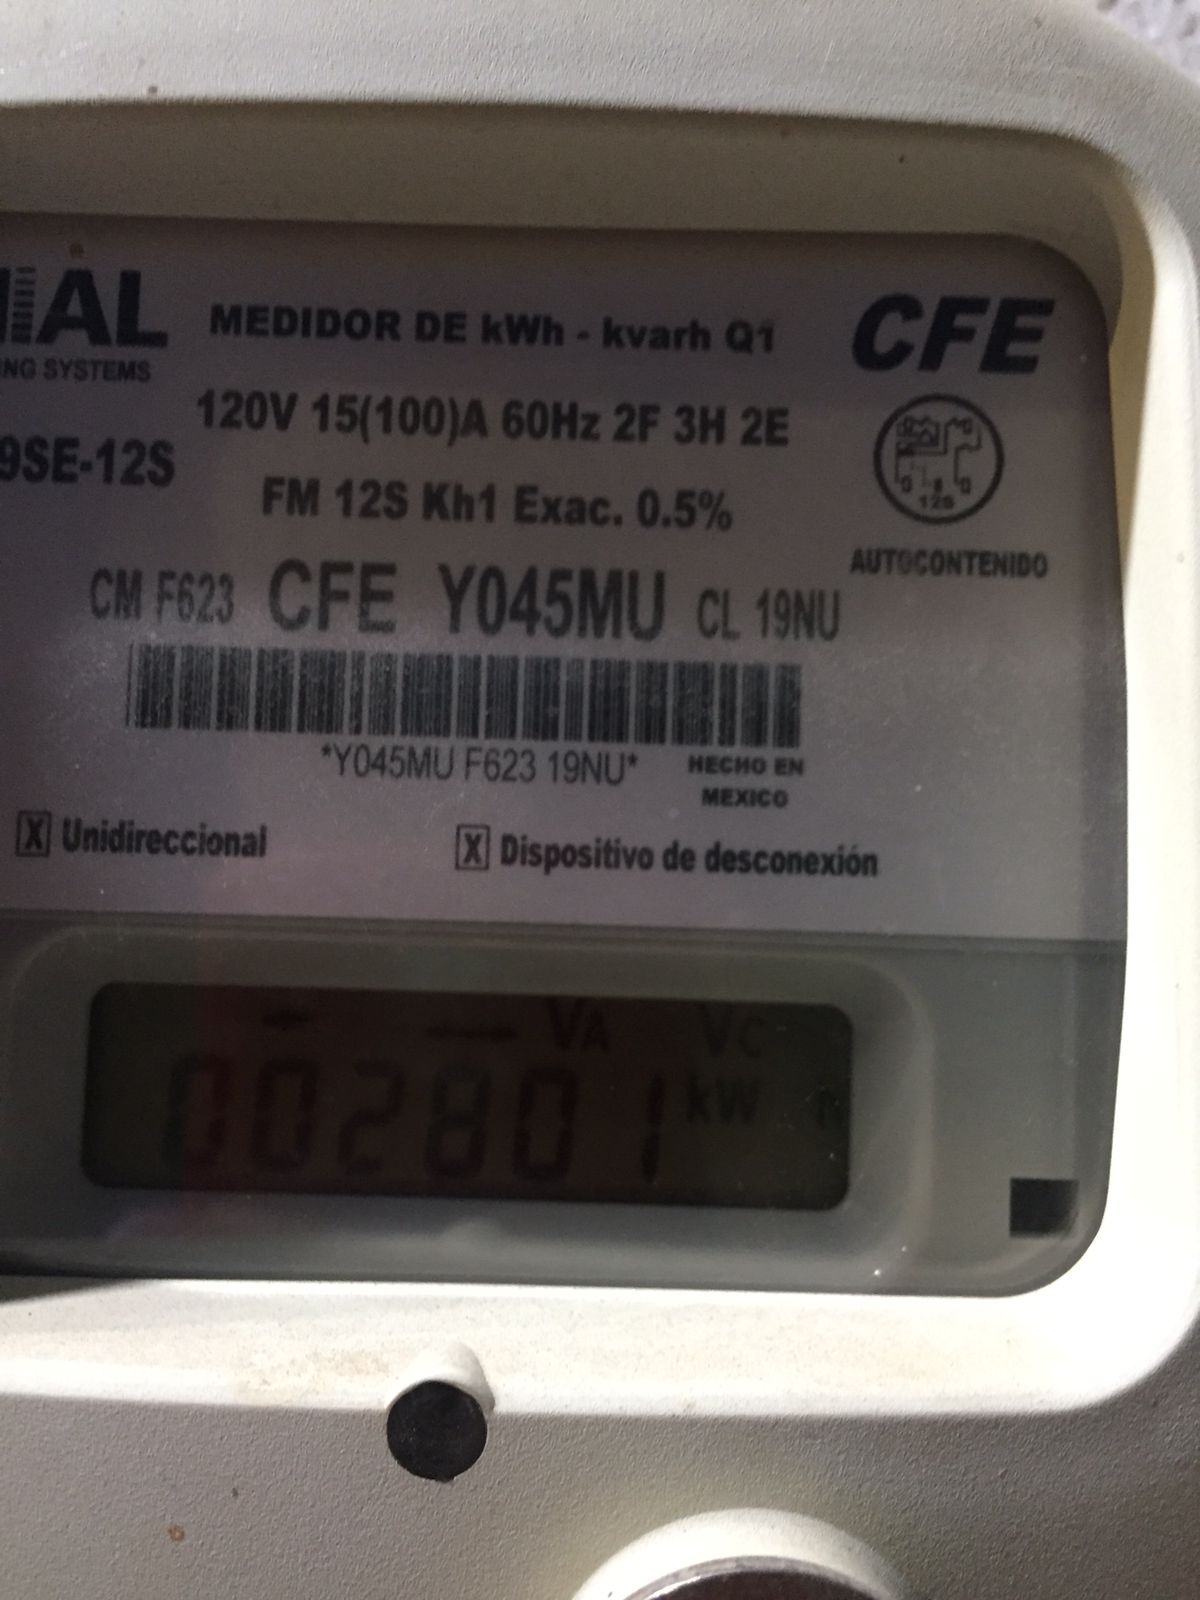 IAL
MEDIDOR DE kWh - kvarh Q1
CFE
NG SYSTEMS
120V 15(100)A 60Hz 2F 3H 2E
9SE-12S
FM 12S Kh1 Exac. 0.5%
12S
AUTOCONTENIDO
CM F623 CFE Y045MU CL 19NU
*Y045MU F623 19NU*
HECHO EN
MEXICO
X Unidireccional
X Dispositivo de desconexión
VA VC
002801 kW